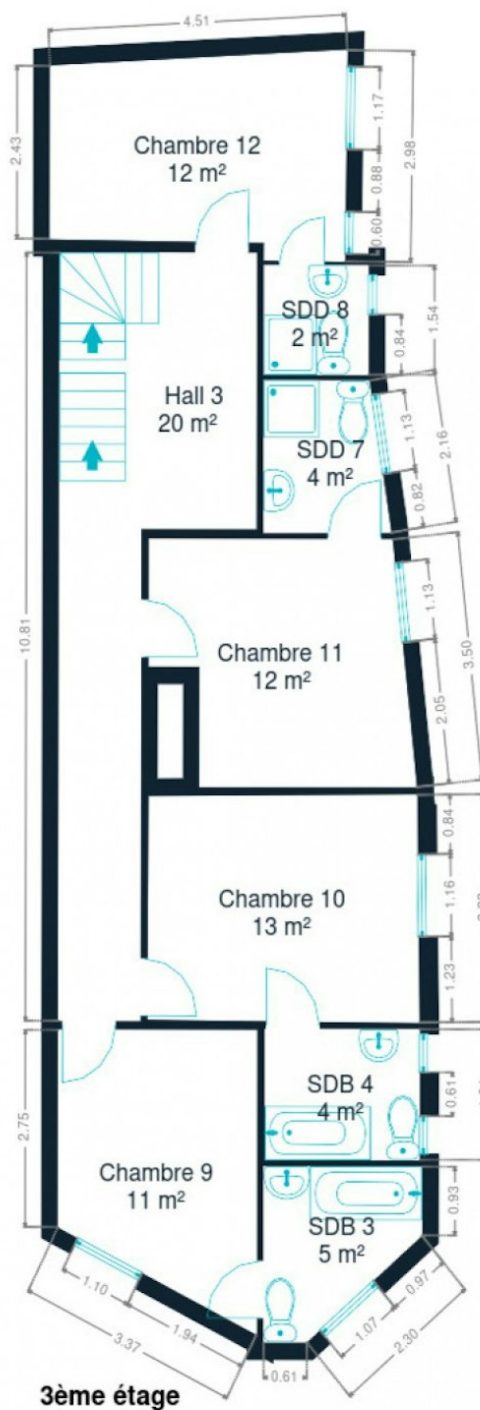 4.51
2.43
1.17
2.98
0.88
0.60
Chambre 12
12 m²
SDD 8
2 m²
1.54
0.84
Hall 3
20 m²
SDD 7
4 m²
1.13
2.16
0.82
10.81
Chambre 11
12 m²
1.13
3.50
2.05
Chambre 10
13 m²
0.84
1.16
1.23
SDB 4
4 m²
0.61
2.75
Chambre 9
11 m²
SDB 3
5 m²
0.93
0.97
1.10
1.94
3.37
1.07
2.30
0.61
3ème étage